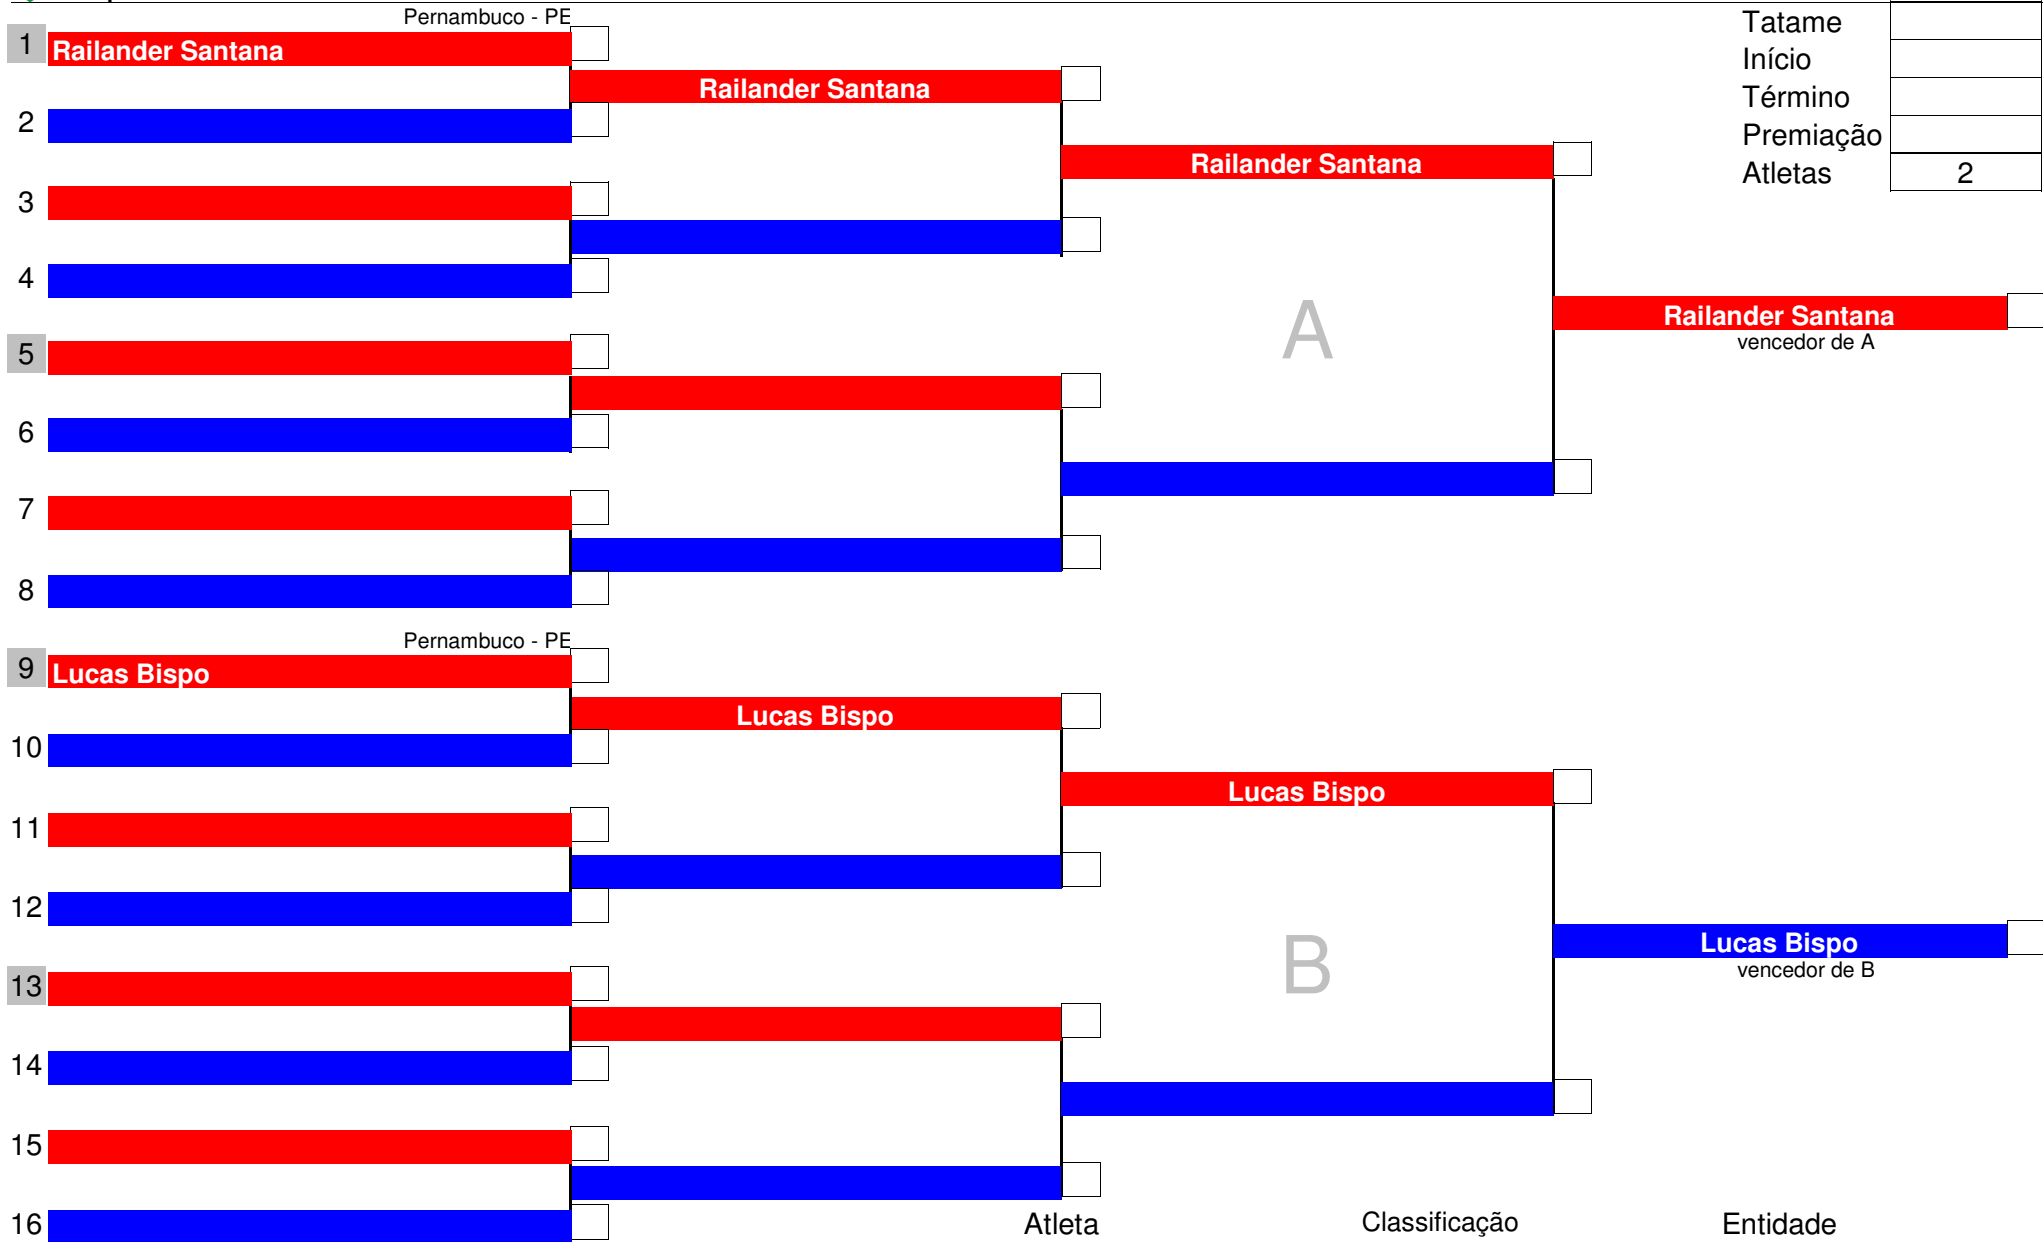 Pernambuco - PE
Tatame
1 Railander Santana
Início
Railander Santana
Término
2
Premiação
Railander Santana
Atletas 2
3
4
A
Railander Santana
vencedor de A
5
6
7
8
Pernambuco - PE
9 Lucas Bispo
Lucas Bispo
10
Lucas Bispo
11
12
B
Lucas Bispo
vencedor de B
13
14
15
16
Atleta Classificação Entidade